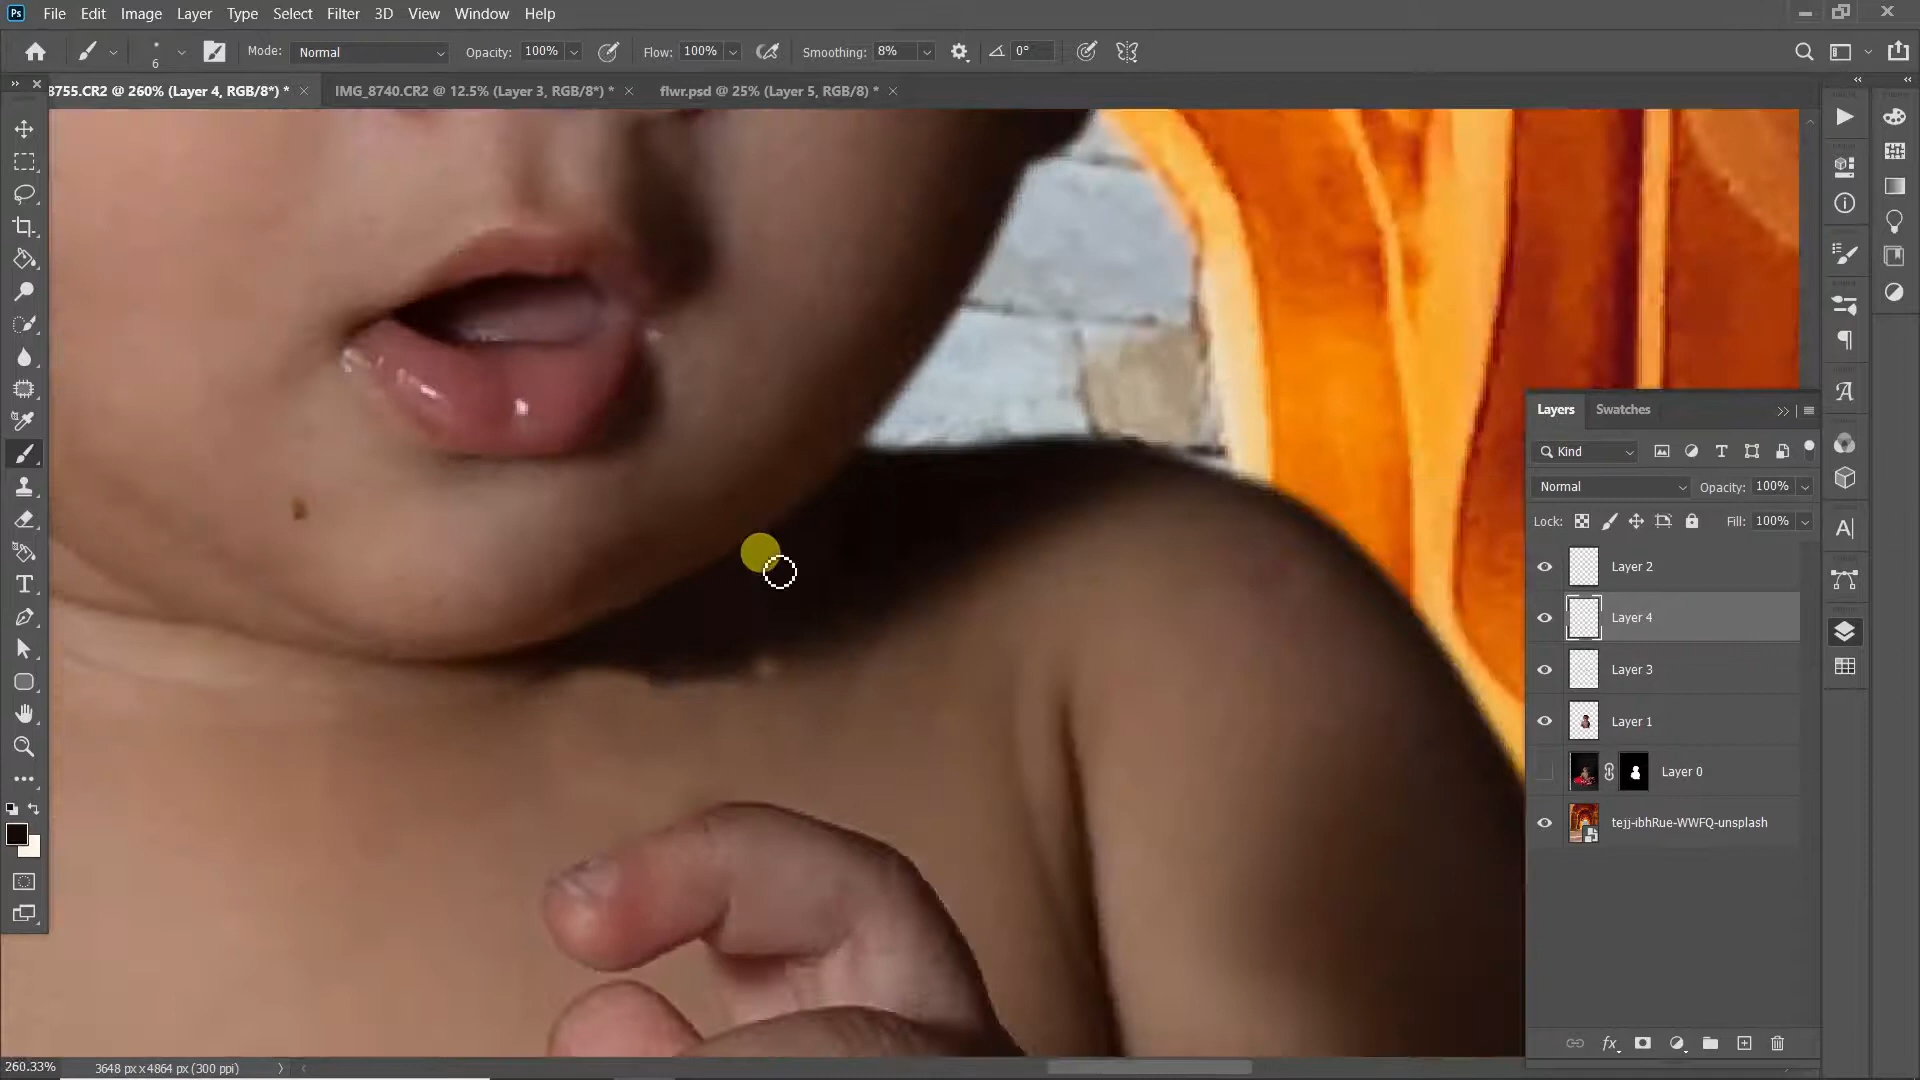 Ps File Edit Image Layer Type Select Filter 3D View Window Help
6 Mode: Normal Opacity: 100% Flow: 100% Smoothing: 8% 0°
8755.CR2 @ 260% (Layer 4, RGB/8*) * IMG_8740.CR2 @ 12.5% (Layer 3, RGB/8*) * flwr.psd @ 25% (Layer 5, RGB/8) *
Layers Swatches
Kind
Normal Opacity: 100%
Lock: Fill: 100%
Layer 2
Layer 4
Layer 3
Layer 1
Layer 0
tejj-ibhRue-WWFQ-unsplash
fx
260.33% 3648 px x 4864 px (300 ppi)